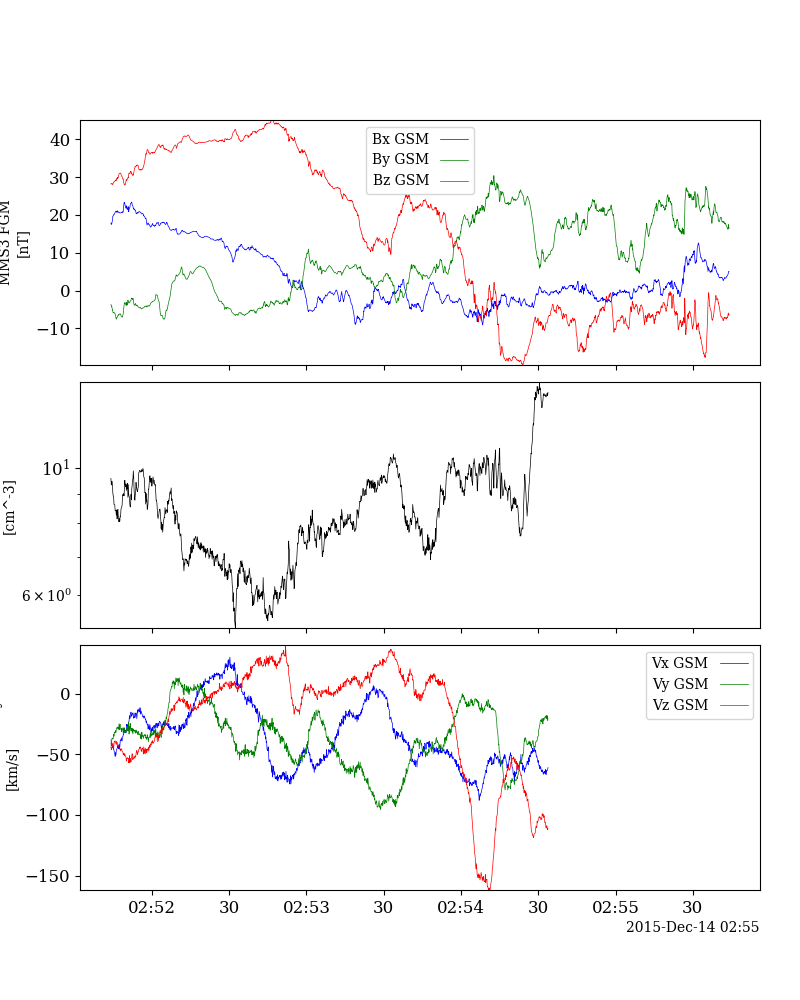 40
30
20
10
0
−10
MMS3 FGM
[nT]
Bx GSM
By GSM
Bz GSM
10^1
6 × 10^0
[cm^-3]
0
−50
−100
−150
[km/s]
Vx GSM
Vy GSM
Vz GSM
02:52 30 02:53 30 02:54 30 02:55 30
2015-Dec-14 02:55